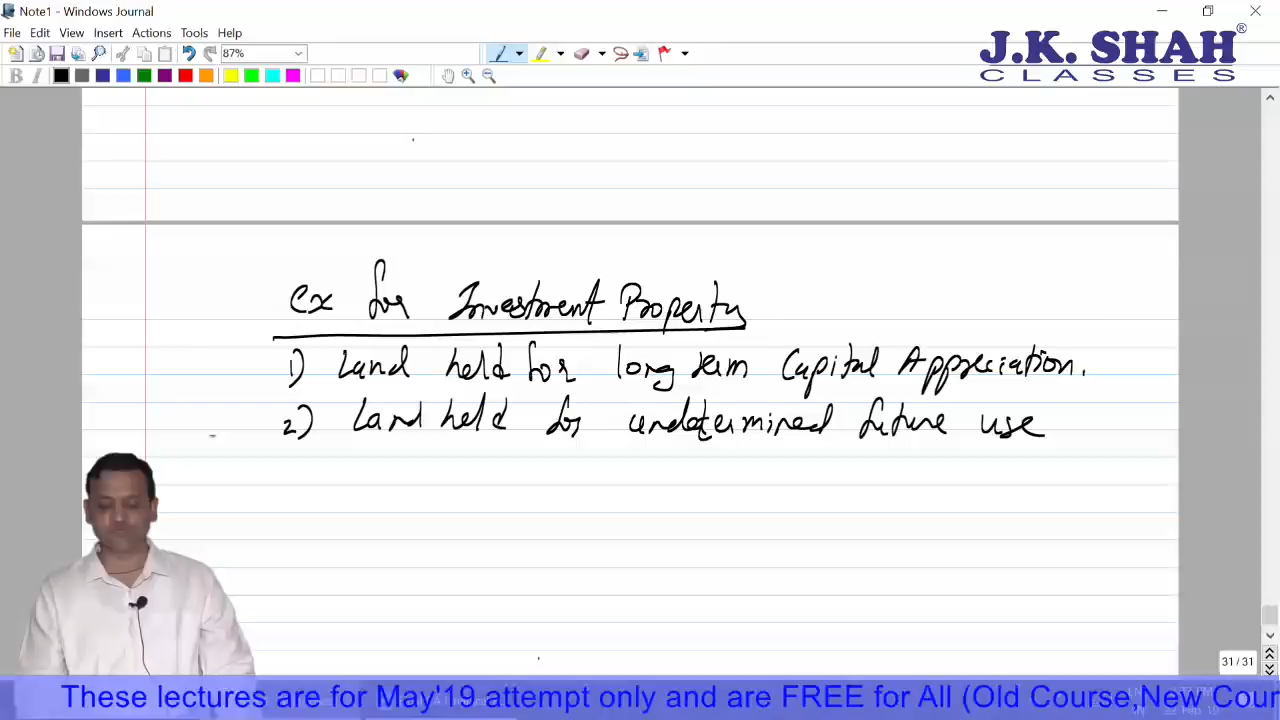 Note1 - Windows Journal
File Edit View Insert Actions Tools Help
87%
B I
J.K. SHAH®
CLASSES
ex for Investment Property
1) Land held for long term Capital Appreciation.
2) Land held for undetermined future use
31/31
These lectures are for May'19 attempt only and are FREE for All (Old Course,New Cour